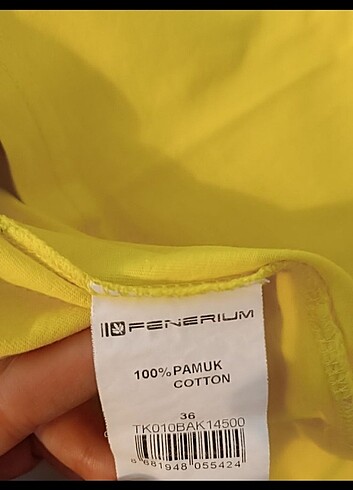 FENERIUM
100% PAMUK
COTTON
36
TK010BAK14500
8 681948 055424